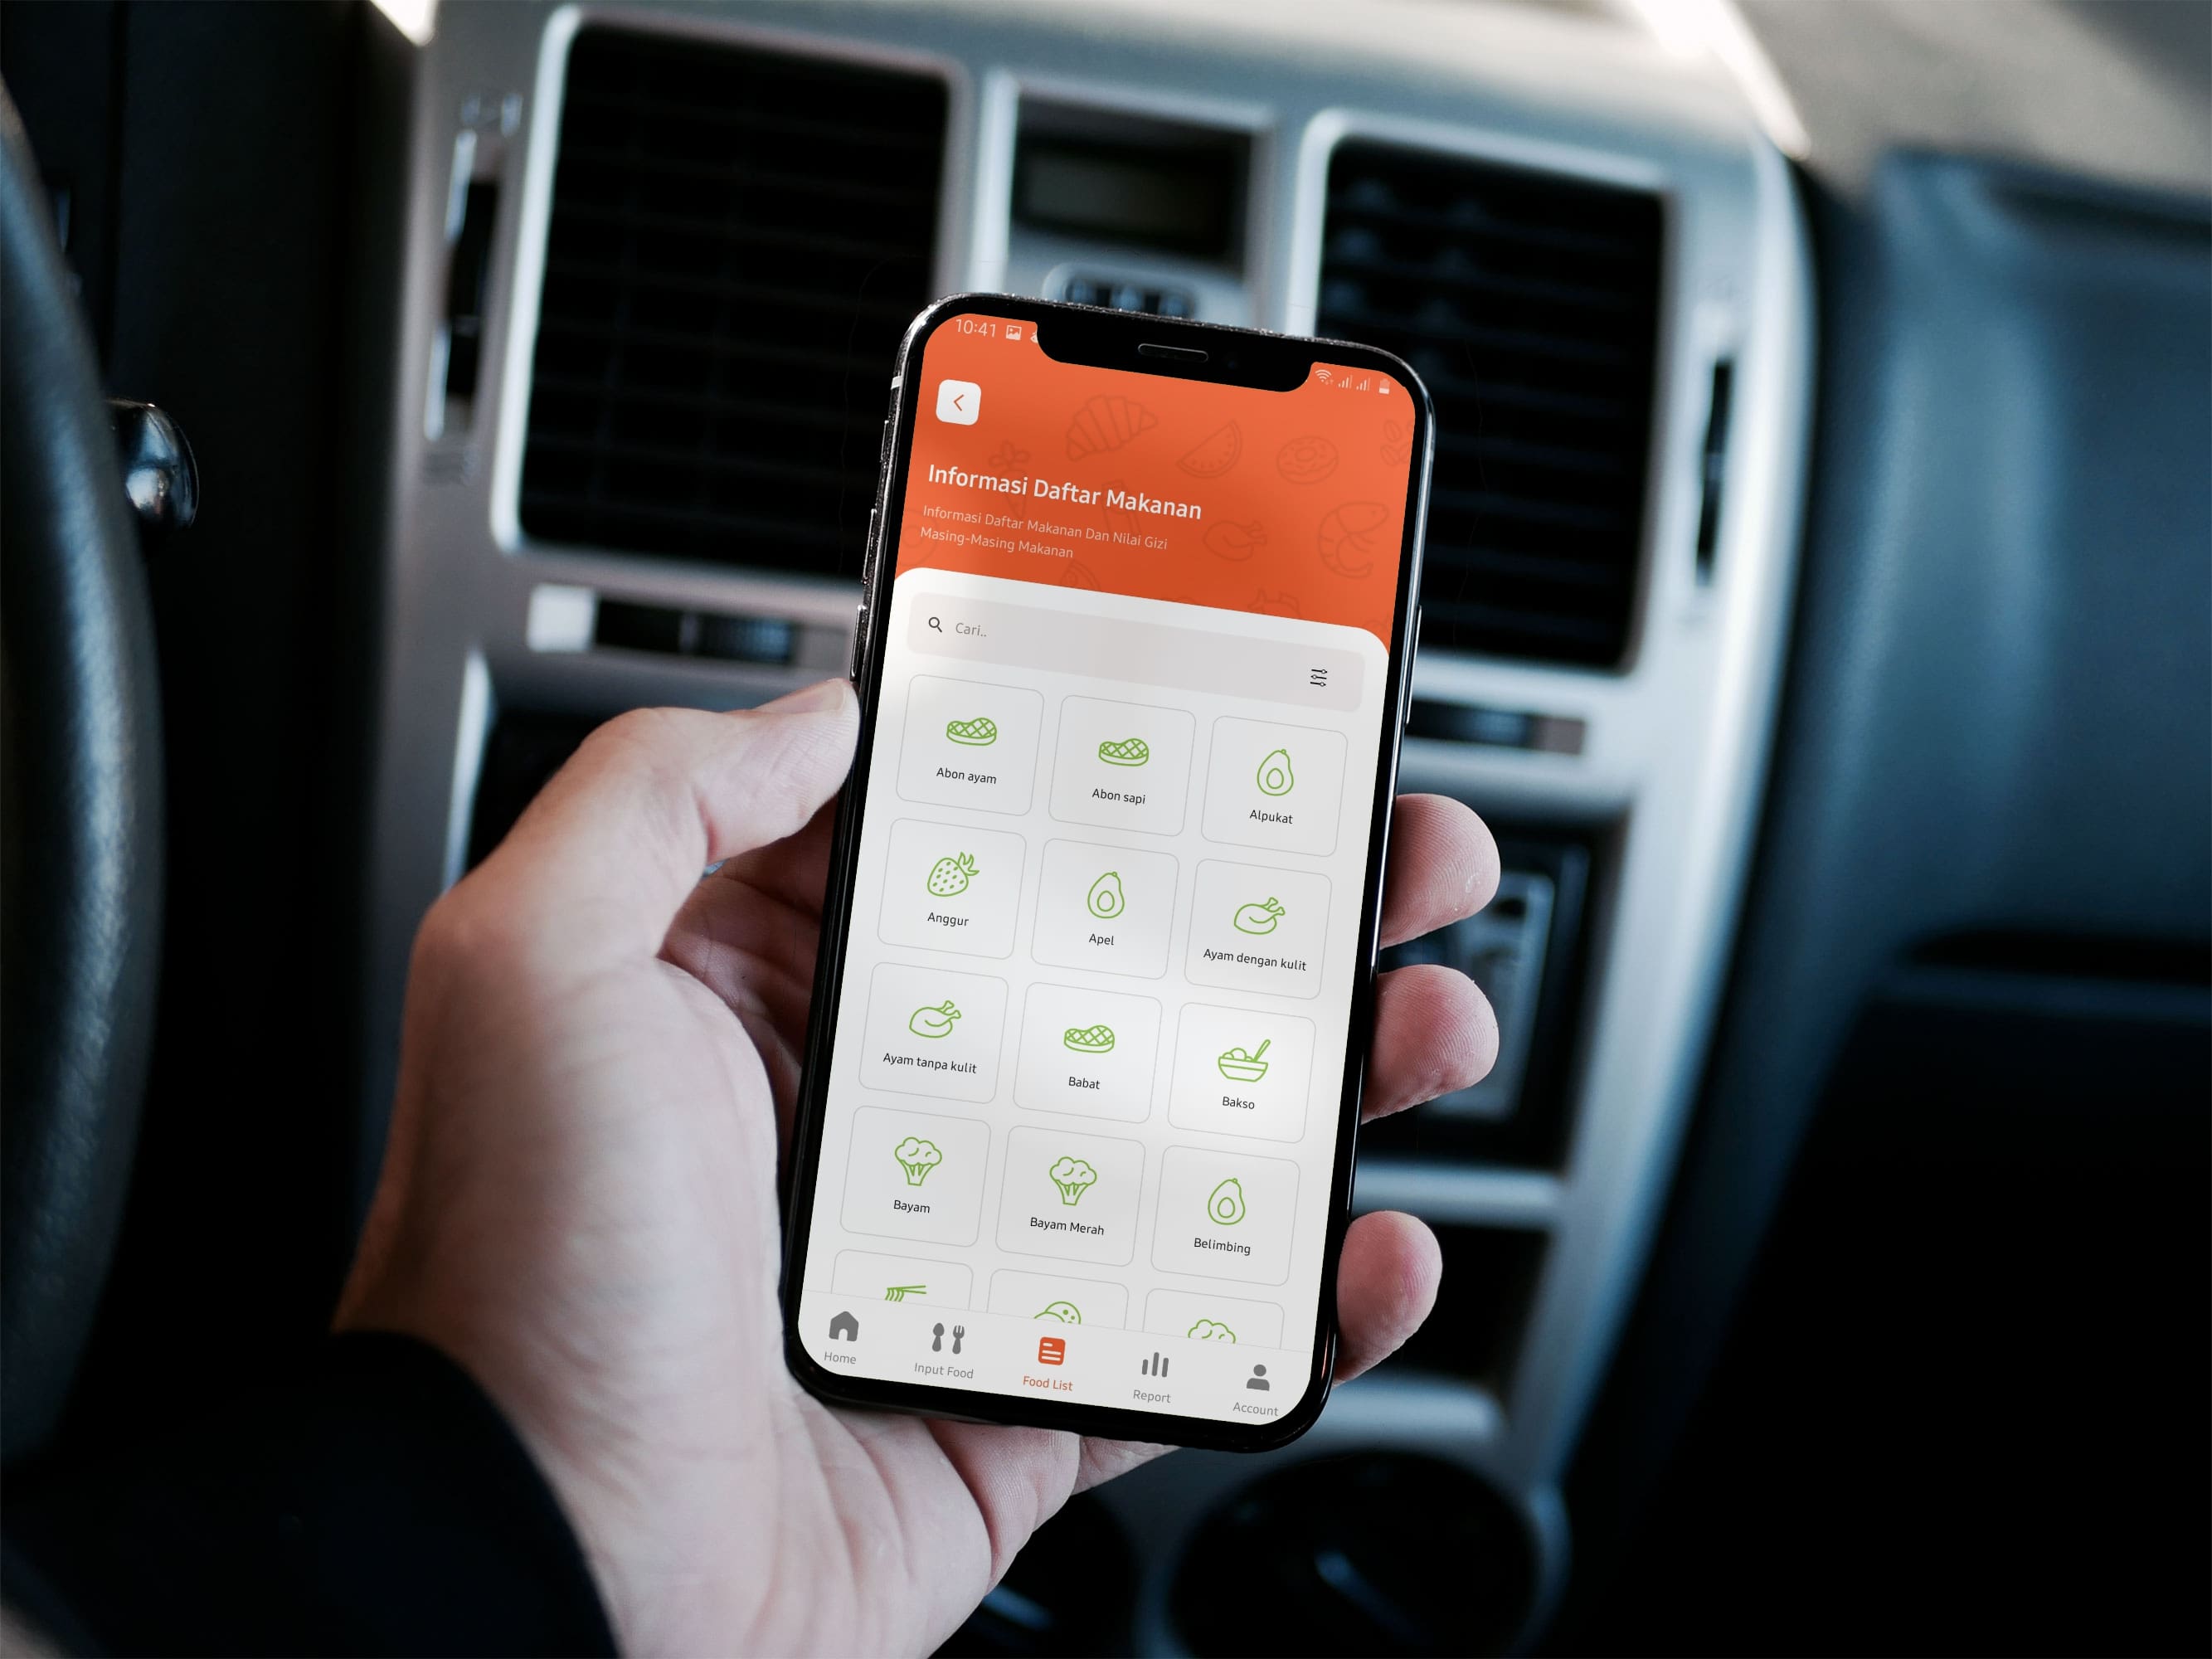 10:41
Informasi Daftar Makanan
Informasi Daftar Makanan Dan Nilai Gizi
Masing-Masing Makanan
Cari..
Abon ayam
Abon sapi
Alpukat
Anggur
Apel
Ayam dengan kulit
Ayam tanpa kulit
Babat
Bakso
Bayam
Bayam Merah
Belimbing
Home
Input Food
Food List
Report
Account